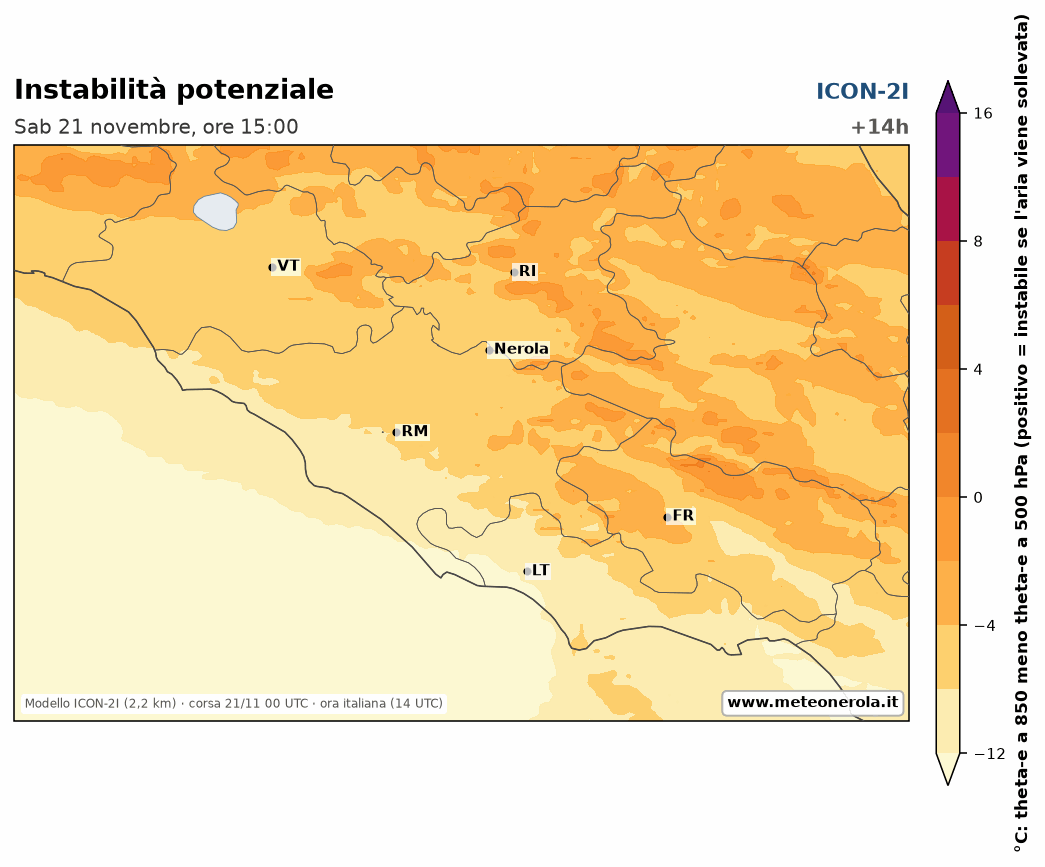 Instabilità potenziale
ICON-2I
Sab 21 novembre, ore 15:00
+14h
VT
RI
Nerola
RM
FR
LT
Modello ICON-2I (2,2 km) · corsa 21/11 00 UTC · ora italiana (14 UTC)
www.meteonerola.it
16
8
4
0
−4
−12
°C: theta-e a 850 meno theta-e a 500 hPa (positivo = instabile se l'aria viene sollevata)